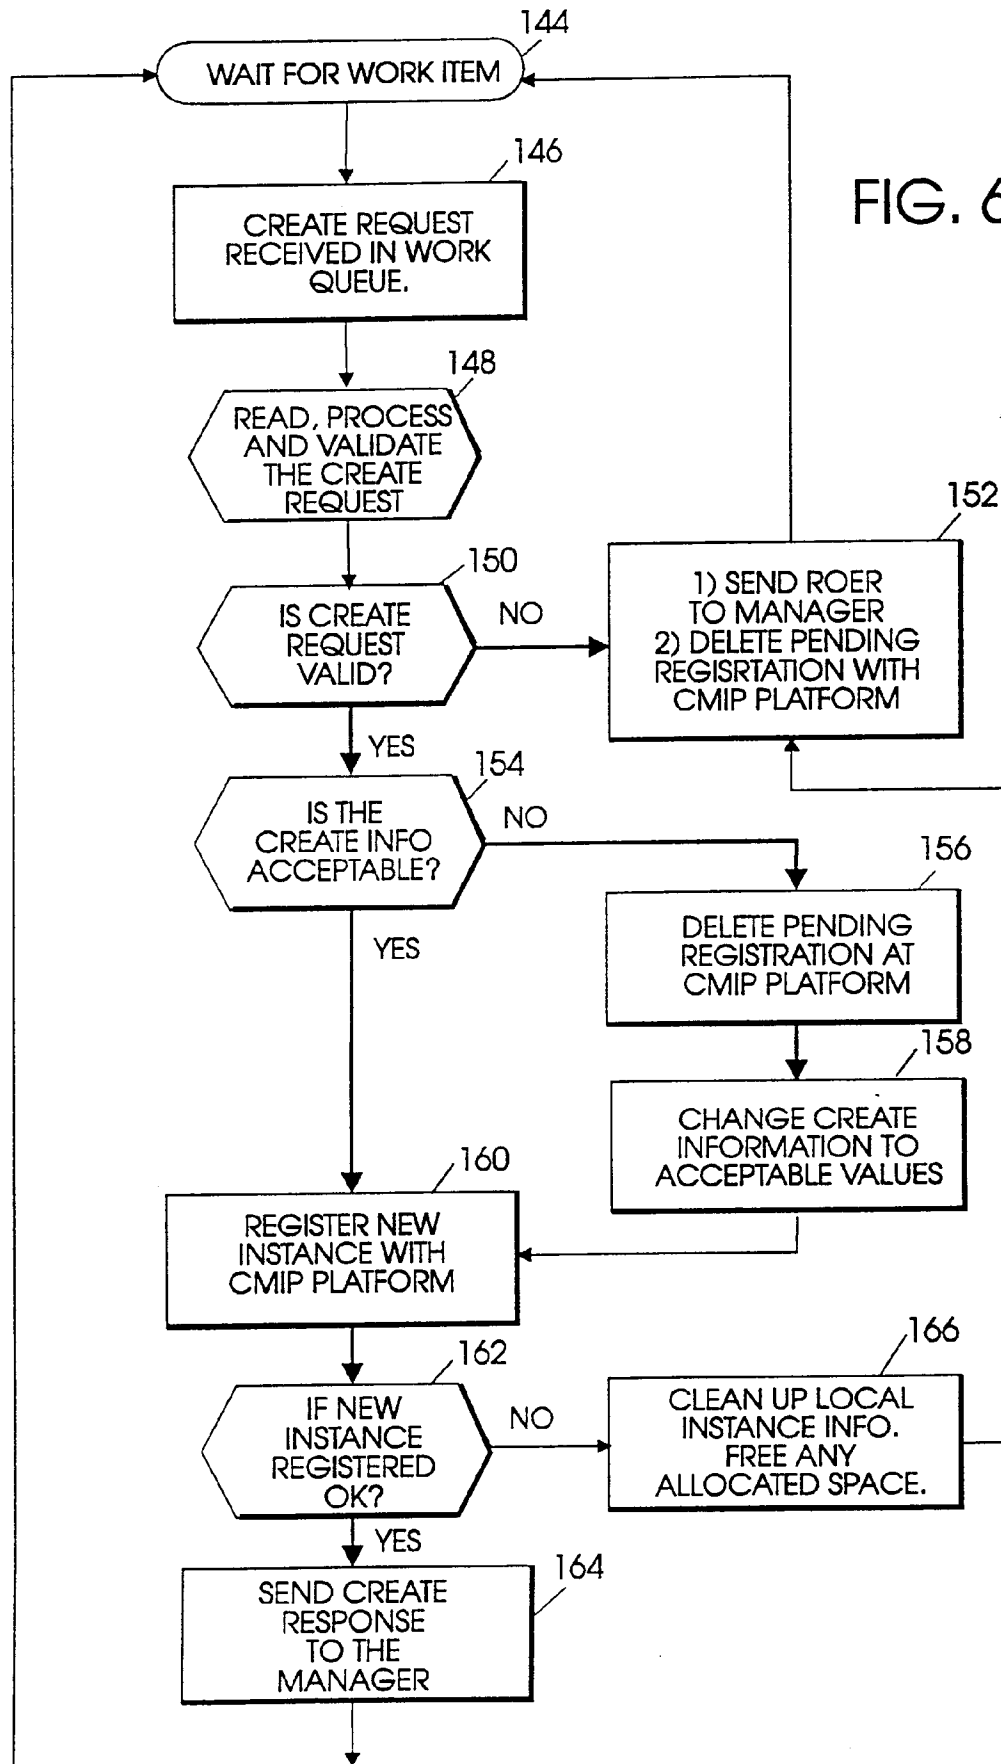 144
WAIT FOR WORK ITEM
146
CREATE REQUEST
RECEIVED IN WORK
QUEUE.
FIG. 6
148
READ, PROCESS
AND VALIDATE
THE CREATE
REQUEST
150
IS CREATE
REQUEST
VALID?
NO
YES
152
1) SEND ROER
TO MANAGER
2) DELETE PENDING
REGISRTATION WITH
CMIP PLATFORM
154
IS THE
CREATE INFO
ACCEPTABLE?
NO
YES
156
DELETE PENDING
REGISTRATION AT
CMIP PLATFORM
158
CHANGE CREATE
INFORMATION TO
ACCEPTABLE VALUES
160
REGISTER NEW
INSTANCE WITH
CMIP PLATFORM
162
IF NEW
INSTANCE
REGISTERED
OK?
NO
YES
166
CLEAN UP LOCAL
INSTANCE INFO.
FREE ANY
ALLOCATED SPACE.
164
SEND CREATE
RESPONSE
TO THE
MANAGER